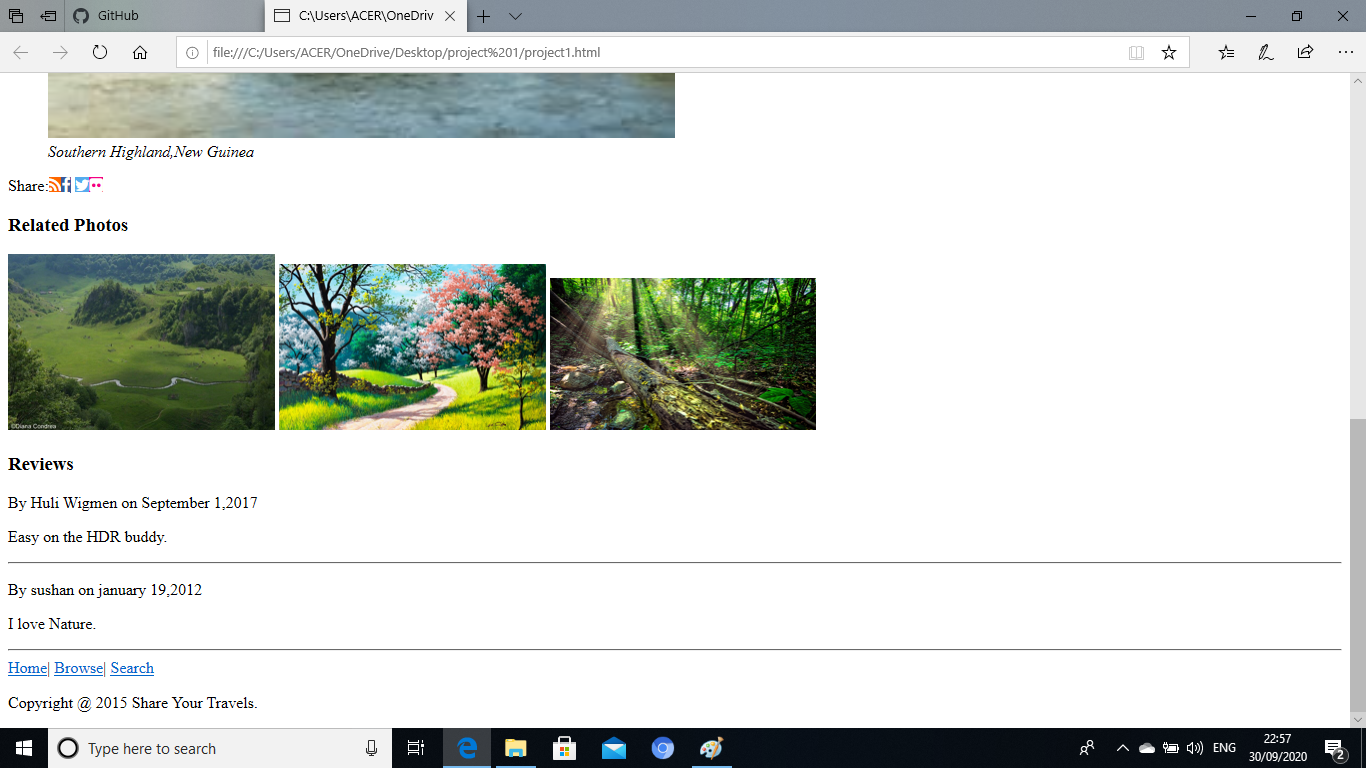 GitHub
C:\Users\ACER\OneDriv
file:///C:/Users/ACER/OneDrive/Desktop/project%201/project1.html
Southern Highland,New Guinea
Share:
Related Photos
©Diana Condrea
Reviews
By Huli Wigmen on September 1,2017
Easy on the HDR buddy.
By sushan on january 19,2012
I love Nature.
Home| Browse| Search
Copyright @ 2015 Share Your Travels.
Type here to search
ENG
22:57
30/09/2020
2